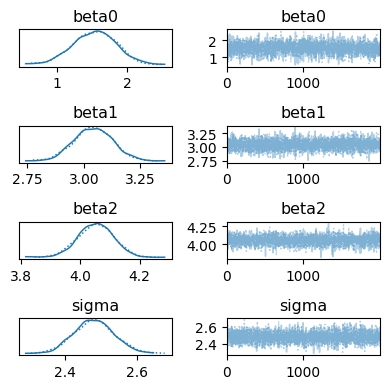 beta0 beta0
2
1
1 2 0 1000
beta1 beta1
3.25
3.00
2.75
2.75 3.00 3.25 0 1000
beta2 beta2
4.25
4.00
3.8 4.0 4.2 0 1000
sigma sigma
2.6
2.4
2.4 2.6 0 1000